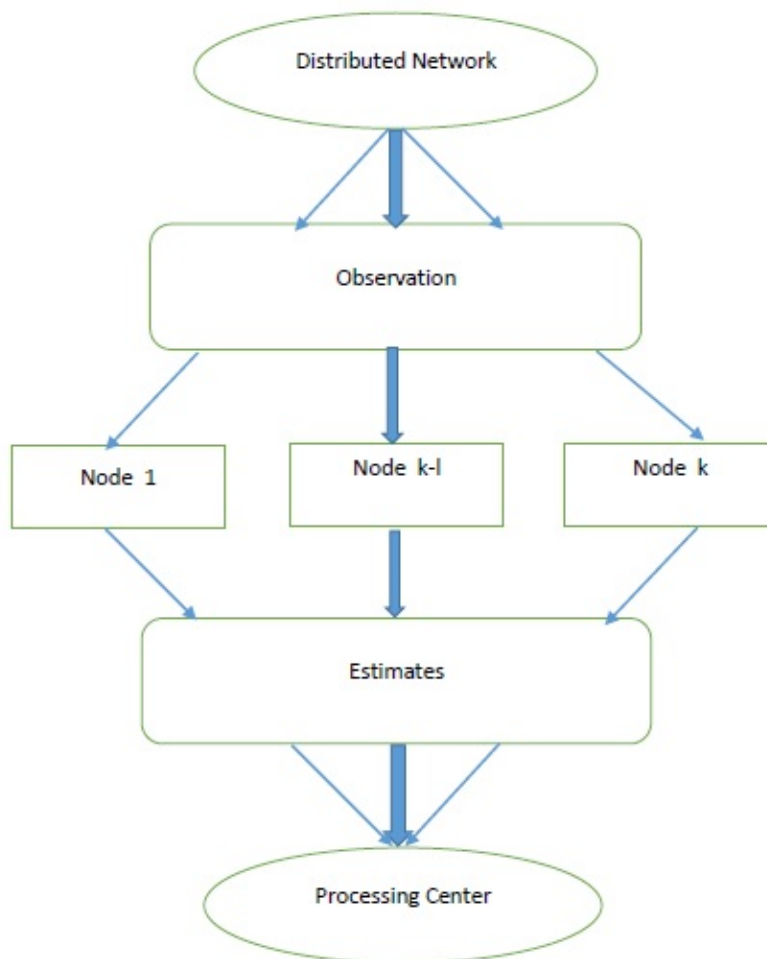 Distributed Network
Observation
Node 1
Node k-l
Node k
Estimates
Processing Center